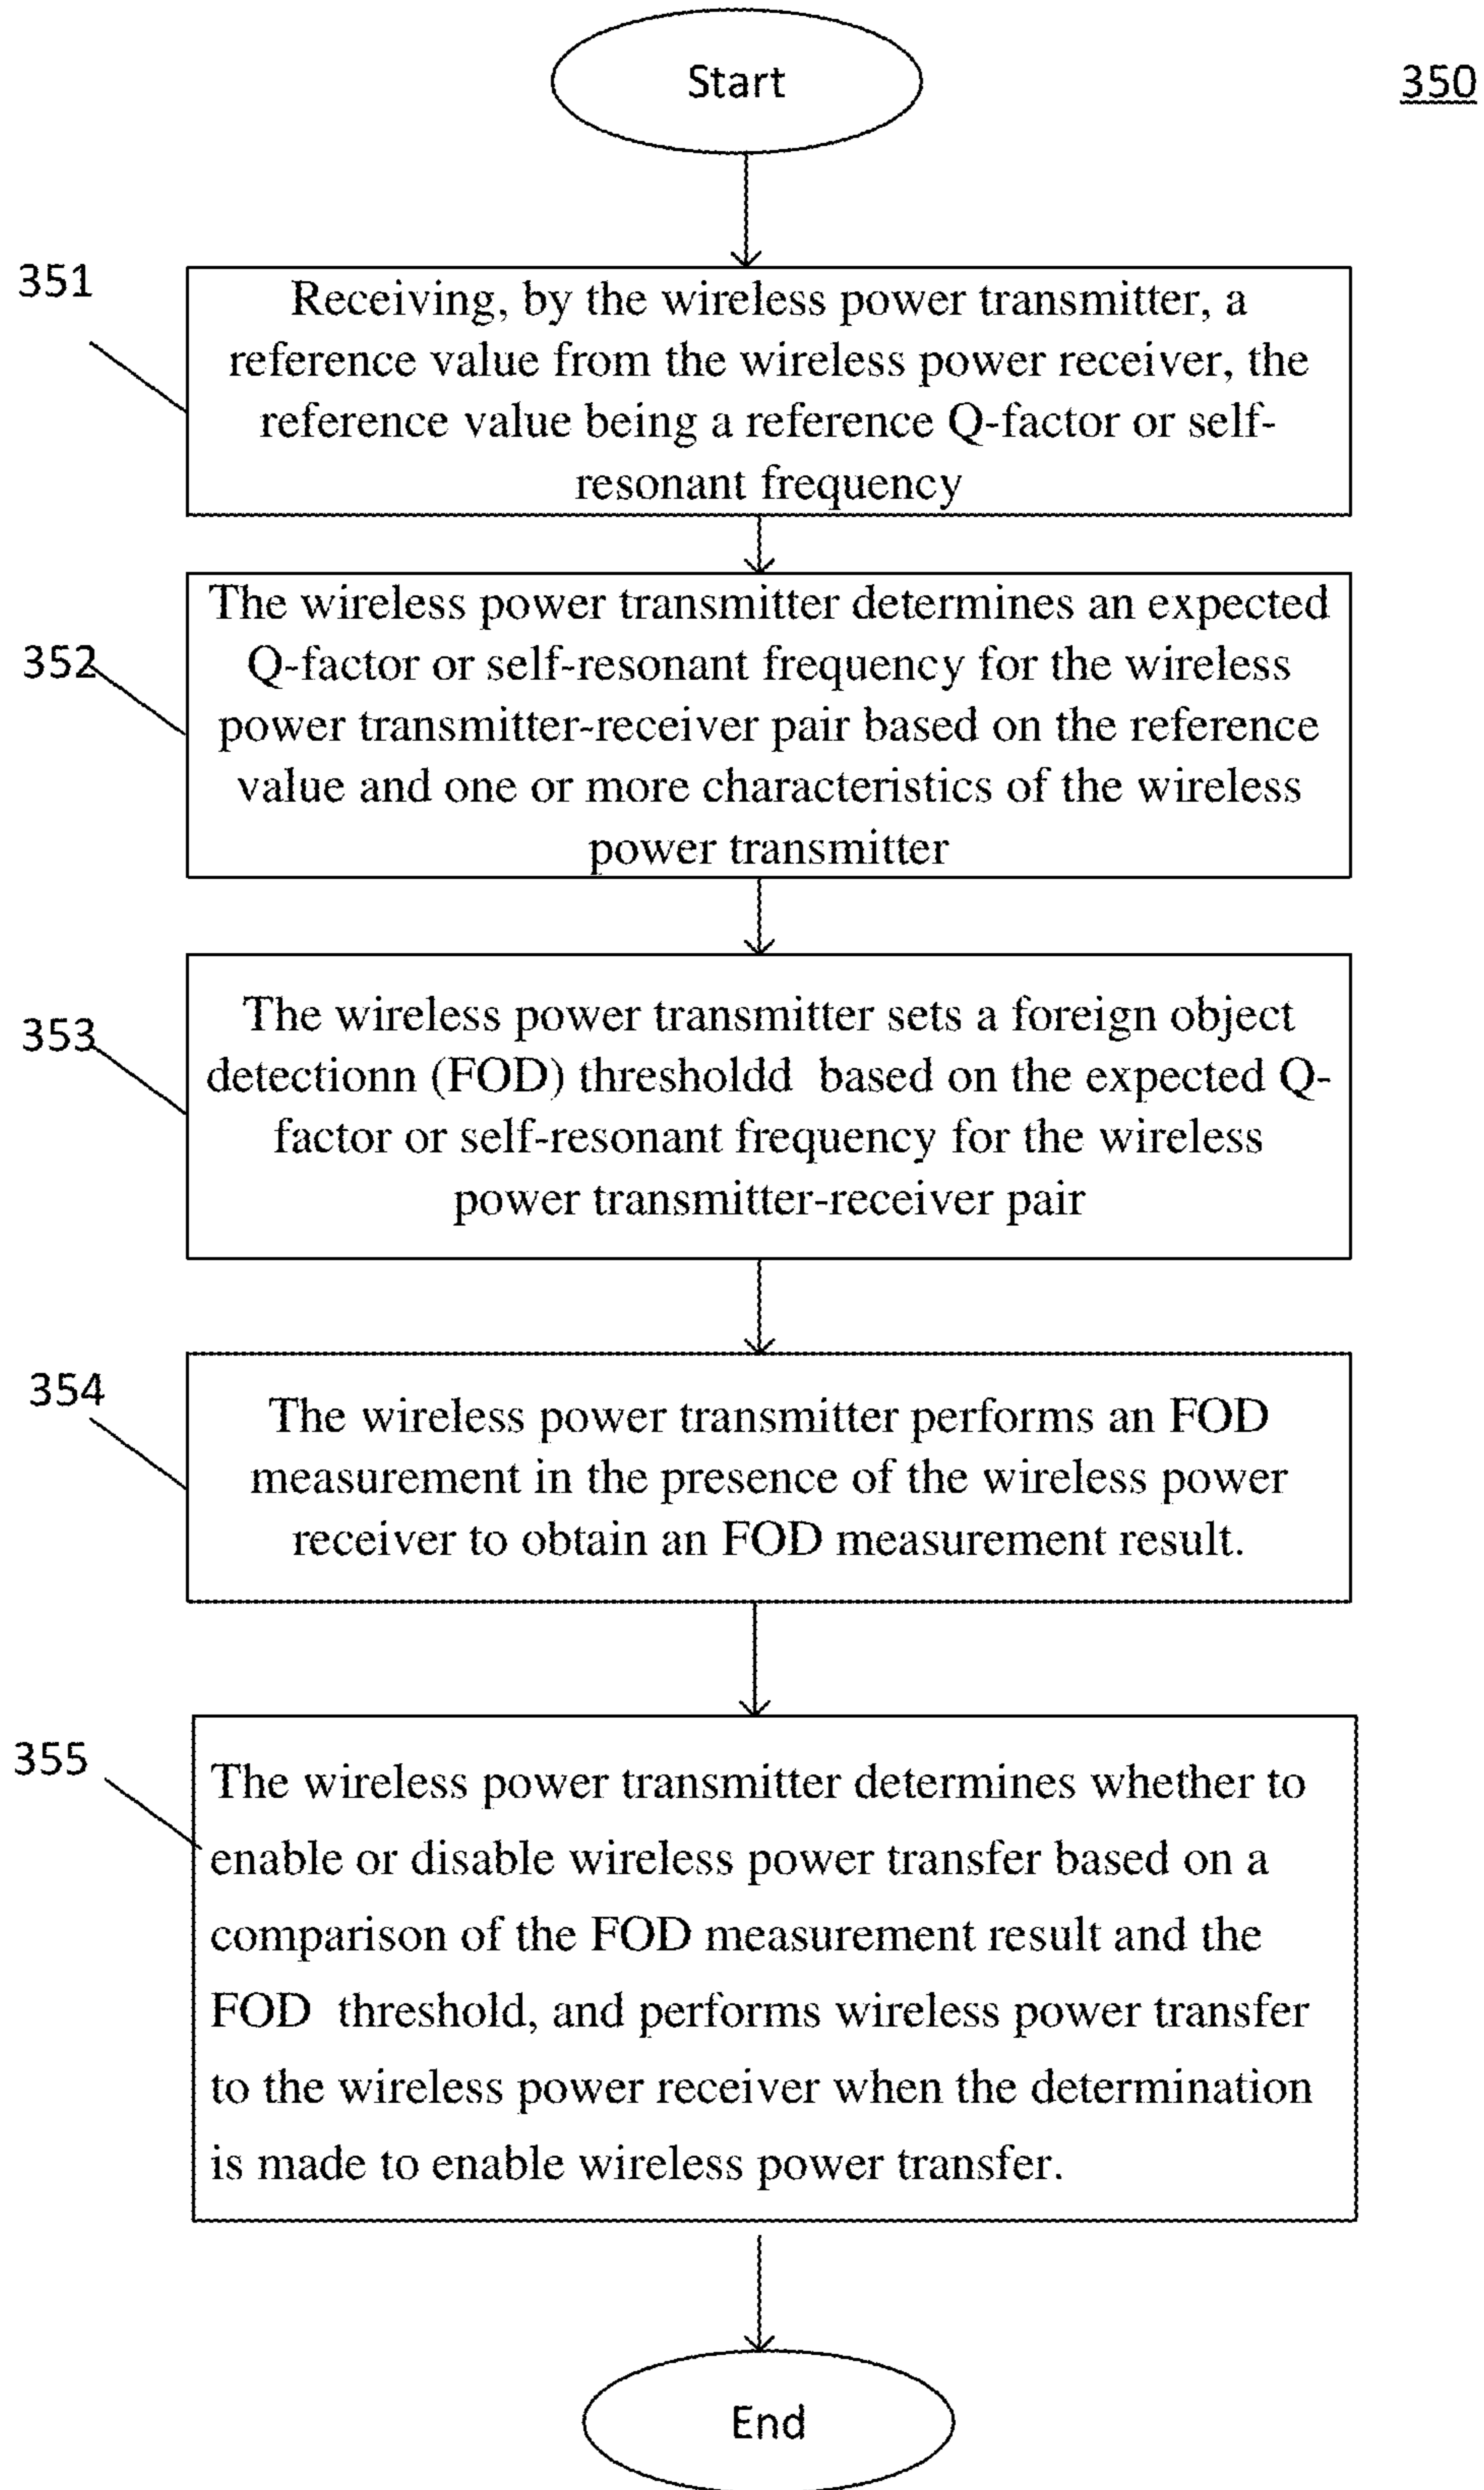 Start
350
351
Receiving, by the wireless power transmitter, a
reference value from the wireless power receiver, the
reference value being a reference Q-factor or self-
resonant frequency
352
The wireless power transmitter determines an expected
Q-factor or self-resonant frequency for the wireless
power transmitter-receiver pair based on the reference
value and one or more characteristics of the wireless
power transmitter
353
The wireless power transmitter sets a foreign object
detectionn (FOD) thresholdd  based on the expected Q-
factor or self-resonant frequency for the wireless
power transmitter-receiver pair
354
The wireless power transmitter performs an FOD
measurement in the presence of the wireless power
receiver to obtain an FOD measurement result.
355
The wireless power transmitter determines whether to
enable or disable wireless power transfer based on a
comparison of the FOD measurement result and the
FOD  threshold, and performs wireless power transfer
to the wireless power receiver when the determination
is made to enable wireless power transfer.
End